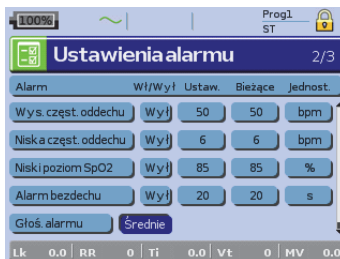 100% Prog1
ST
Ustawienia alarmu 2/3
Alarm Wł/Wył Ustaw. Bieżące Jednost.
Wys. częst. oddechu Wył 50 50 bpm
Niska częst. oddechu Wył 6 6 bpm
Niski poziom SpO2 Wył 85 85 %
Alarm bezdechu Wył 20 20 s
Głoś. alarmu Średnie
Lk 0.0 RR 0 Ti 0.0 Vt 0 MV 0.0